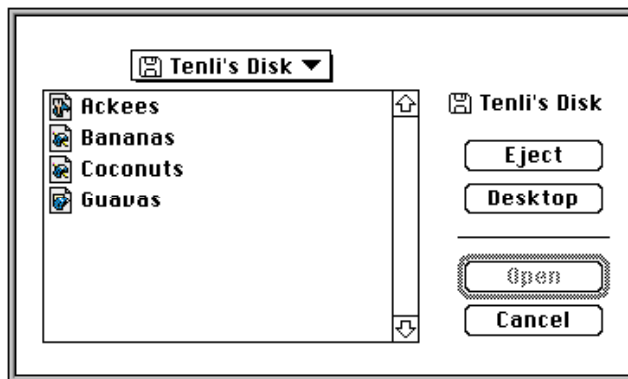 Tenli's Disk
Ackees
Bananas
Coconuts
Guavas
Tenli's Disk
Eject
Desktop
Open
Cancel